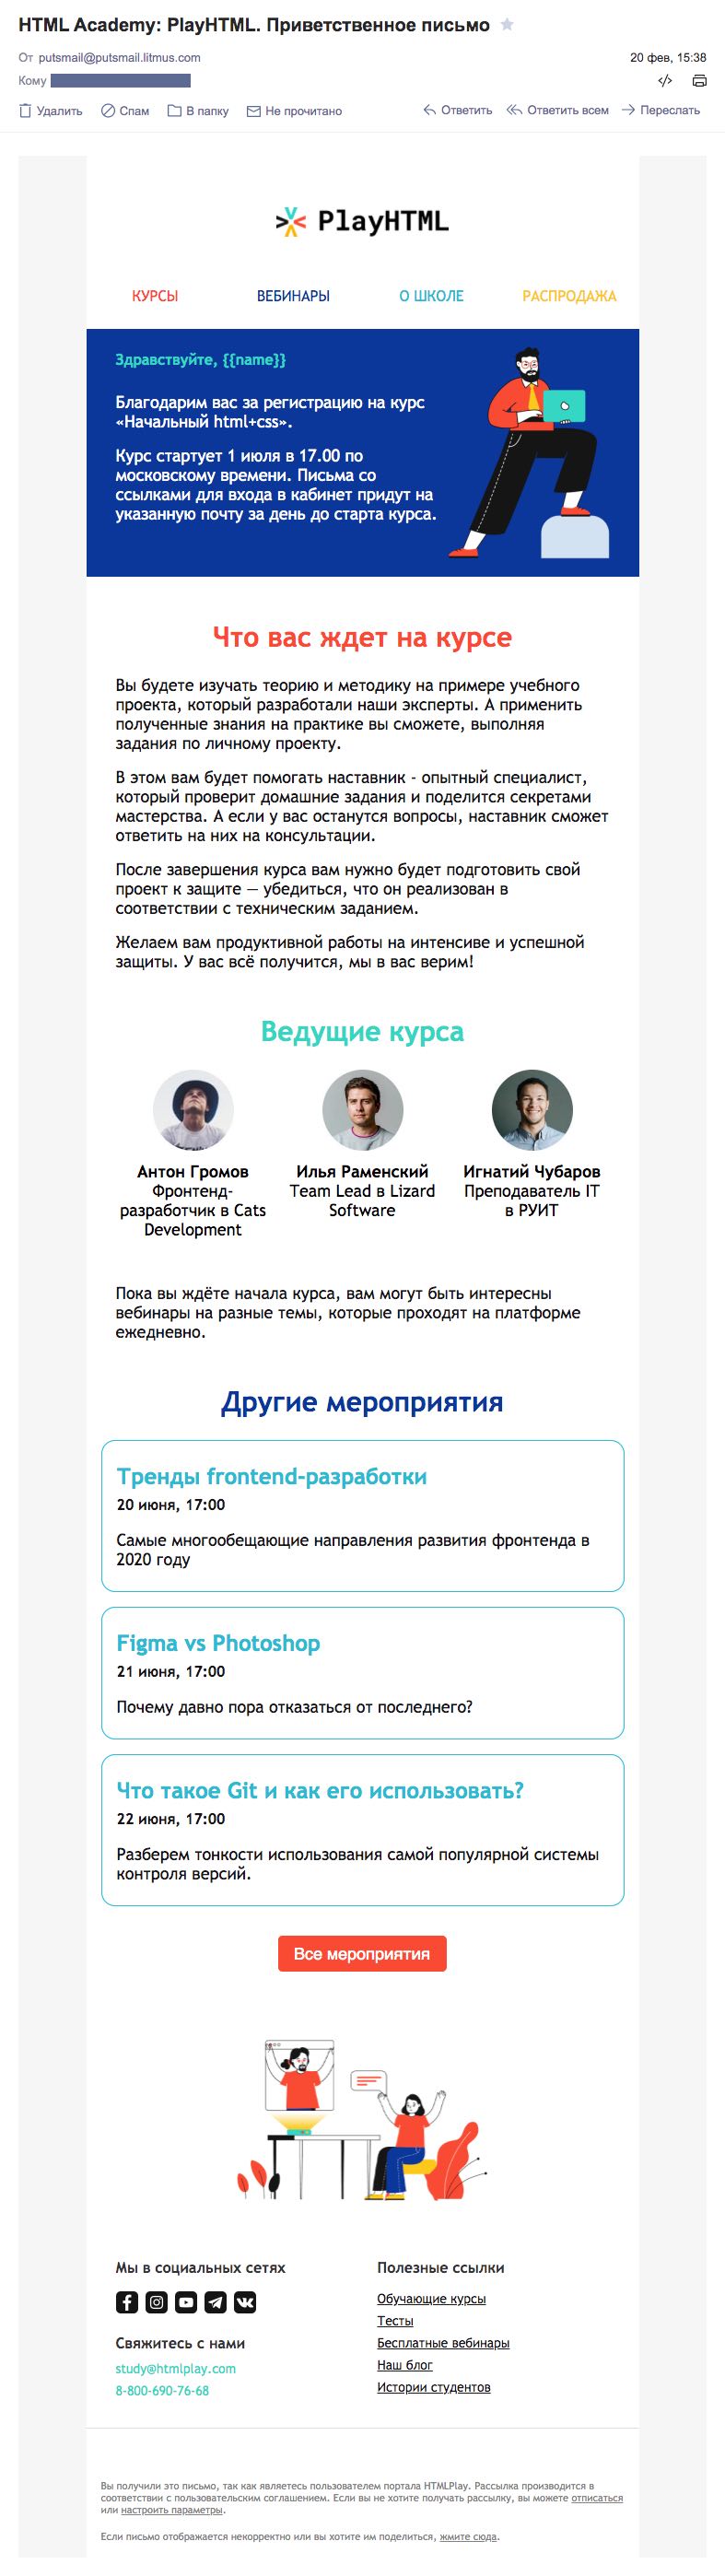 HTML Academy: PlayHTML. Приветственное письмо
От putsmail@putsmail.litmus.com
20 фев, 15:38
Кому
Удалить
Спам
В папку
Не прочитано
Ответить
Ответить всем
Переслать
PlayHTML
КУРСЫ
ВЕБИНАРЫ
О ШКОЛЕ
РАСПРОДАЖА
Здравствуйте, {{name}}
Благодарим вас за регистрацию на курс
«Начальный html+css».
Курс стартует 1 июля в 17.00 по
московскому времени. Письма со
ссылками для входа в кабинет придут на
указанную почту за день до старта курса.
Что вас ждет на курсе
Вы будете изучать теорию и методику на примере учебного
проекта, который разработали наши эксперты. А применить
полученные знания на практике вы сможете, выполняя
задания по личному проекту.
В этом вам будет помогать наставник - опытный специалист,
который проверит домашние задания и поделится секретами
мастерства. А если у вас останутся вопросы, наставник сможет
ответить на них на консультации.
После завершения курса вам нужно будет подготовить свой
проект к защите — убедиться, что он реализован в
соответствии с техническим заданием.
Желаем вам продуктивной работы на интенсиве и успешной
защиты. У вас всё получится, мы в вас верим!
Ведущие курса
Антон Громов
Фронтенд-
разработчик в Cats
Development
Илья Раменский
Team Lead в Lizard
Software
Игнатий Чубаров
Преподаватель IT
в РУИТ
Пока вы ждёте начала курса, вам могут быть интересны
вебинары на разные темы, которые проходят на платформе
ежедневно.
Другие мероприятия
Тренды frontend-разработки
20 июня, 17:00
Самые многообещающие направления развития фронтенда в
2020 году
Figma vs Photoshop
21 июня, 17:00
Почему давно пора отказаться от последнего?
Что такое Git и как его использовать?
22 июня, 17:00
Разберем тонкости использования самой популярной системы
контроля версий.
Все мероприятия
Мы в социальных сетях
Свяжитесь с нами
study@htmlplay.com
8-800-690-76-68
Полезные ссылки
Обучающие курсы
Тесты
Бесплатные вебинары
Наш блог
Истории студентов
Вы получили это письмо, так как являетесь пользователем портала HTMLPlay. Рассылка производится в
соответствии с пользовательским соглашением. Если вы не хотите получать рассылку, вы можете отписаться
или настроить параметры.
Если письмо отображается некорректно или вы хотите им поделиться, жмите сюда.